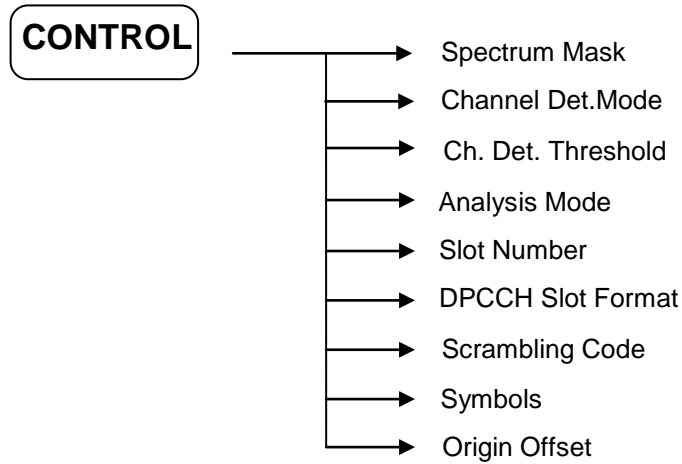 CONTROL
Spectrum Mask
Channel Det.Mode
Ch. Det. Threshold
Analysis Mode
Slot Number
DPCCH Slot Format
Scrambling Code
Symbols
Origin Offset